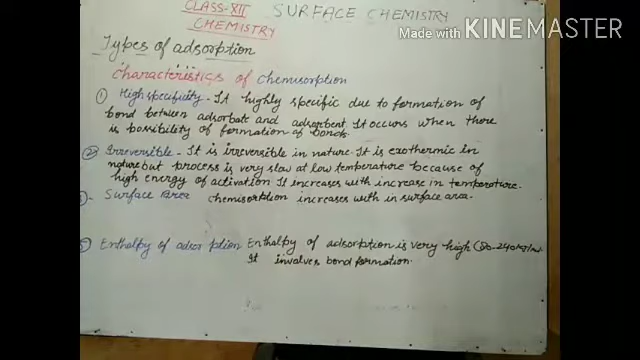 CLASS-XII SURFACE CHEMISTRY
CHEMISTRY
Made with KINEMASTER
Types of adsorption
Characteristics of chemisorption
① High specificity - It highly specific due to formation of
bond between adsorbate and adsorbent. It occurs when there
is possibility of formation of bonds.
② Irreversible - It is irreversible in nature. It is exothermic in
nature but process is very slow at low temperature because of
high energy of activation. It increases with increase in temperature.
③- Surface Area chemisorption increases with in surface area.
Enthalpy of adsorption Enthalpy of adsorption is very high
It involves bond formation.